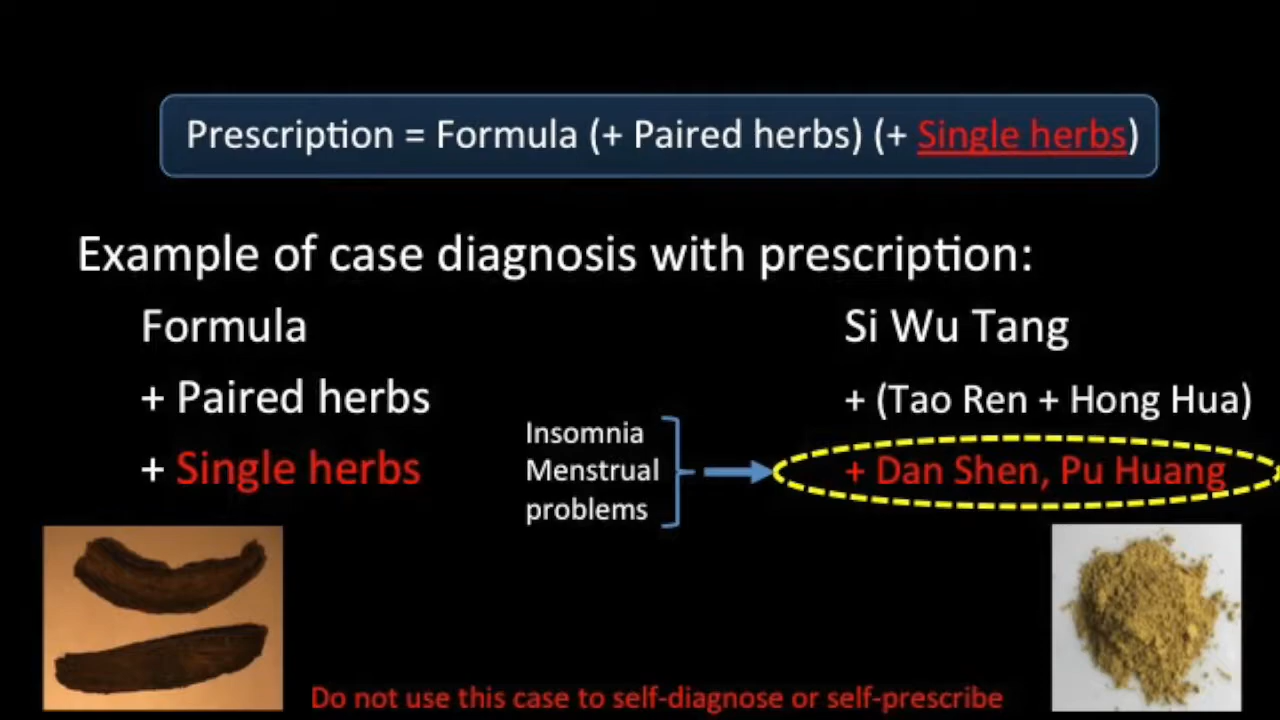 Prescription = Formula (+ Paired herbs) (+ Single herbs)
Example of case diagnosis with prescription:
Formula
Si Wu Tang
+ Paired herbs
+ (Tao Ren + Hong Hua)
+ Single herbs
Insomnia
Menstrual
problems
+ Dan Shen, Pu Huang
Do not use this case to self-diagnose or self-prescribe